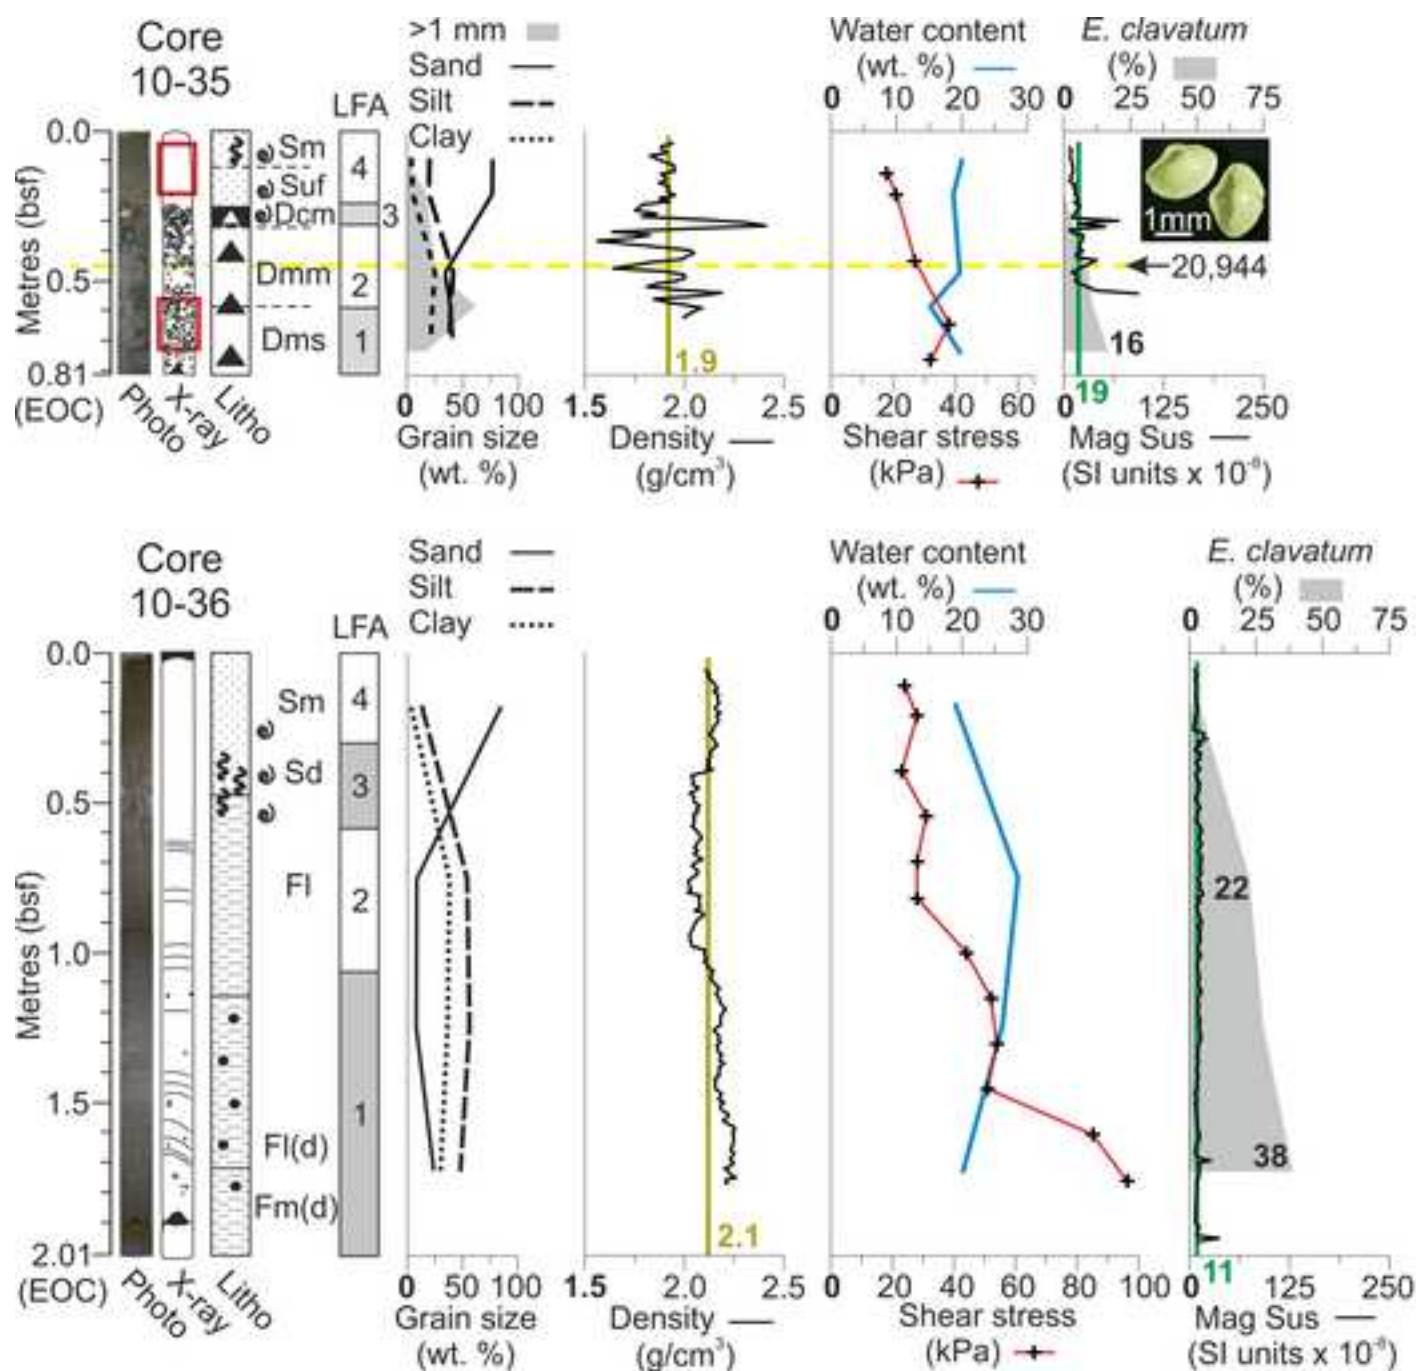 Core
10-35
LFA
>1 mm
Sand
Silt
Clay
Water content
(wt. %)
0 10 20 30
E. clavatum
(%)
0 25 50 75
Metres (bsf)
0.0
0.5
0.81
(EOC)
Sm
Suf
Dcm
Dmm
Dms
4
3
2
1
1mm
20,944
16
1.9
19
Photo
X-ray
Litho
0 50 100
Grain size
(wt. %)
1.5 2.0 2.5
Density
(g/cm³)
0 20 40 60
Shear stress
(kPa)
0 125 250
Mag Sus
(SI units x 10⁻⁸)
Core
10-36
LFA
Sand
Silt
Clay
Water content
(wt. %)
0 10 20 30
E. clavatum
(%)
0 25 50 75
Metres (bsf)
0.0
0.5
1.0
1.5
2.01
(EOC)
Sm
Sd
Fl
Fl(d)
Fm(d)
4
3
2
1
22
38
2.1
11
Photo
X-ray
Litho
0 50 100
Grain size
(wt. %)
1.5 2.0 2.5
Density
(g/cm³)
0 20 40 60 80 100
Shear stress
(kPa)
0 125 250
Mag Sus
(SI units x 10⁻⁸)